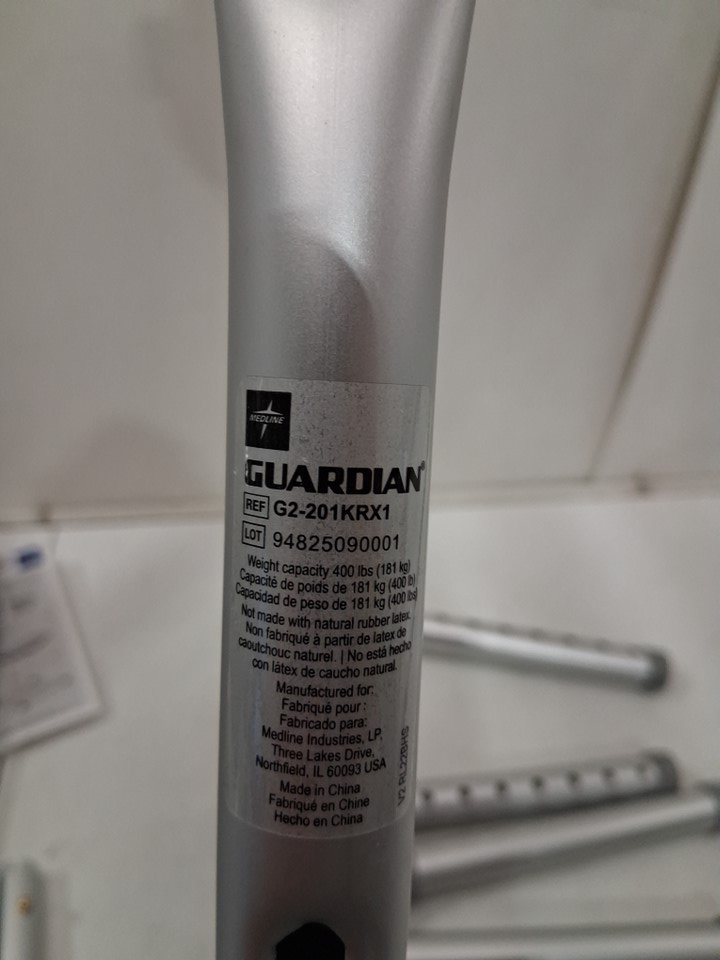 MEDLINE
GUARDIAN®
REF G2-201KRX1
LOT 94825090001
Weight capacity 400 lbs (181 kg)
Capacité de poids de 181 kg (400 lb)
Capacidad de peso de 181 kg (400 lbs)
Not made with natural rubber latex.
Non fabriqué à partir de latex de
caoutchouc naturel. | No está hecho
con látex de caucho natural.
Manufactured for:
Fabriqué pour :
Fabricado para:
Medline Industries, LP
Three Lakes Drive,
Northfield, IL 60093 USA
Made in China
Fabriqué en Chine
Hecho en China
V2 RL22BHS